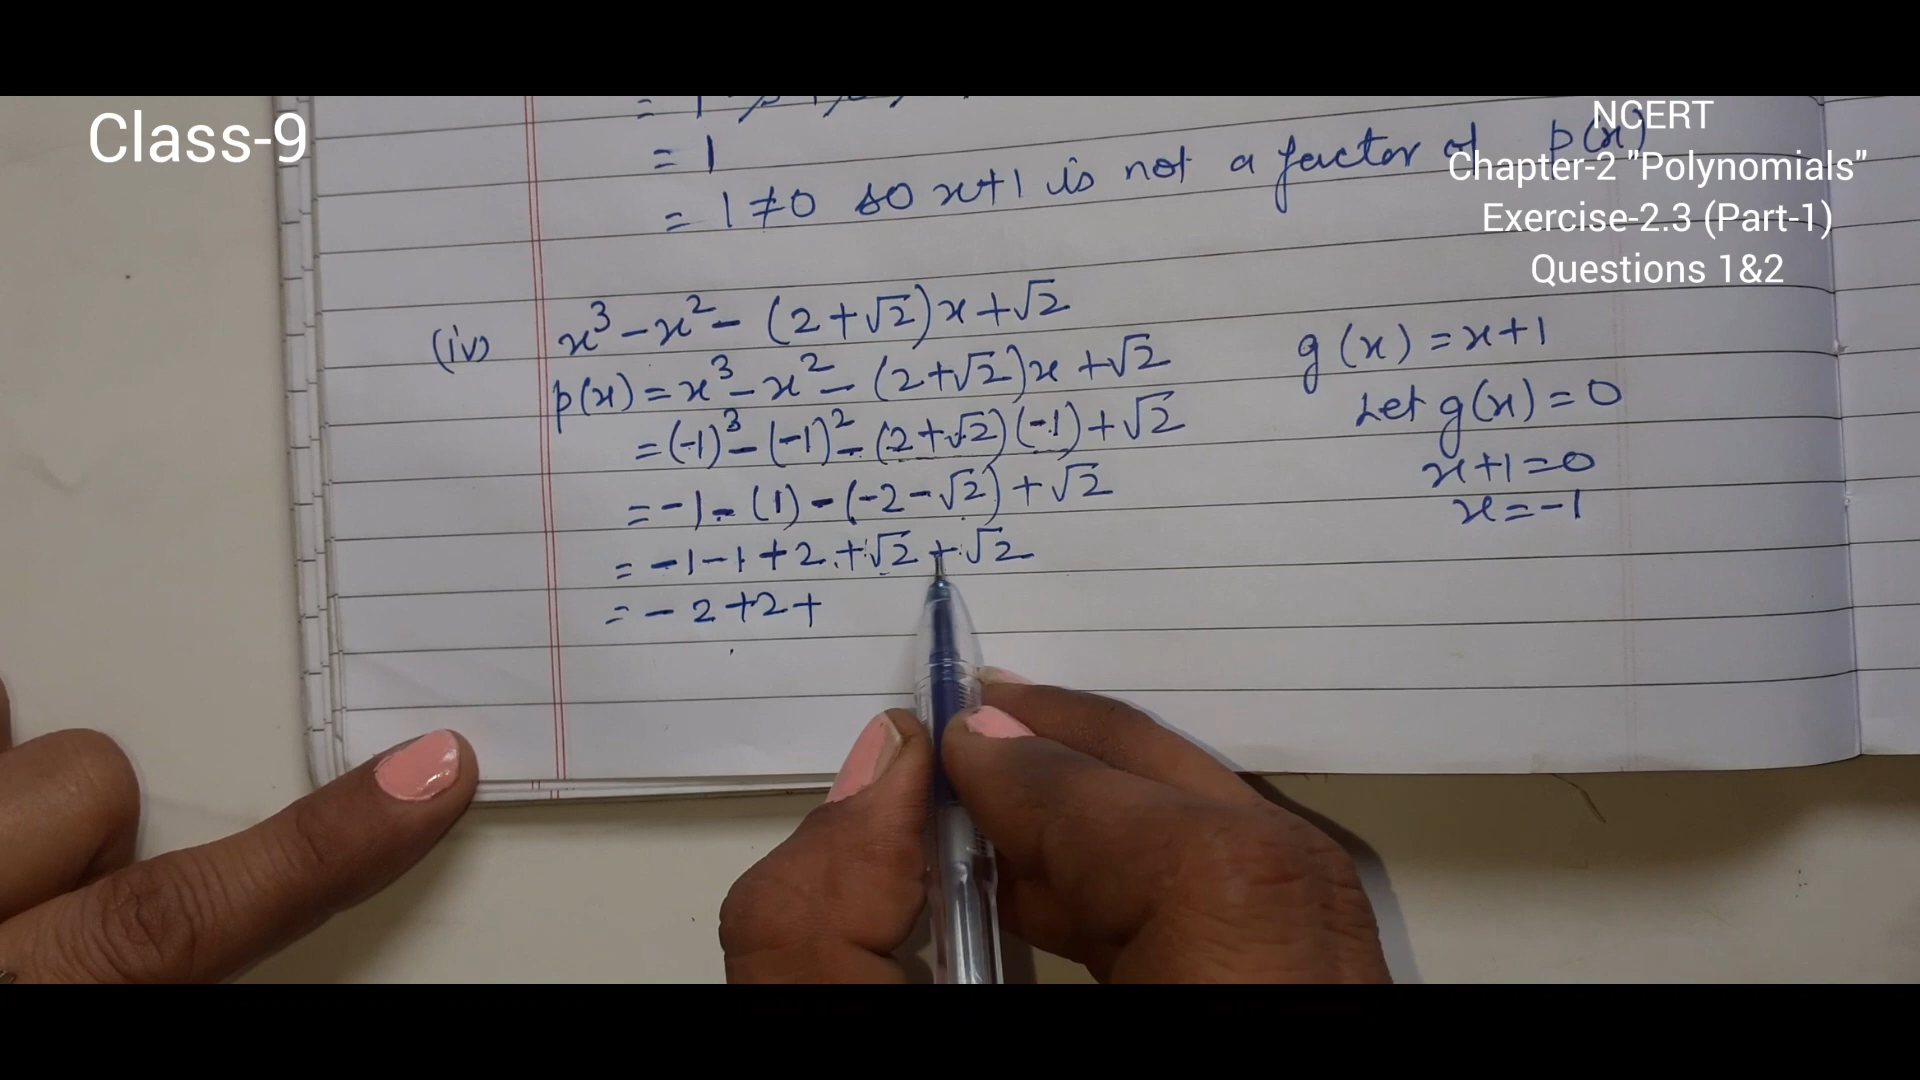 Class-9
NCERT
Chapter-2 "Polynomials"
Exercise-2.3 (Part-1)
Questions 1&2
= 1
= 1 ≠ 0 so x+1 is not a factor of p(x)
(iv) x³ - x² - (2+√2)x + √2
p(x) = x³ - x² - (2+√2)x + √2
= (-1)³ - (-1)² - (2+√2)(-1) + √2
= -1 - (1) - (-2-√2) + √2
= -1-1+2+√2+√2
= -2+2+
g(x) = x+1
Let g(x) = 0
x+1=0
x=-1